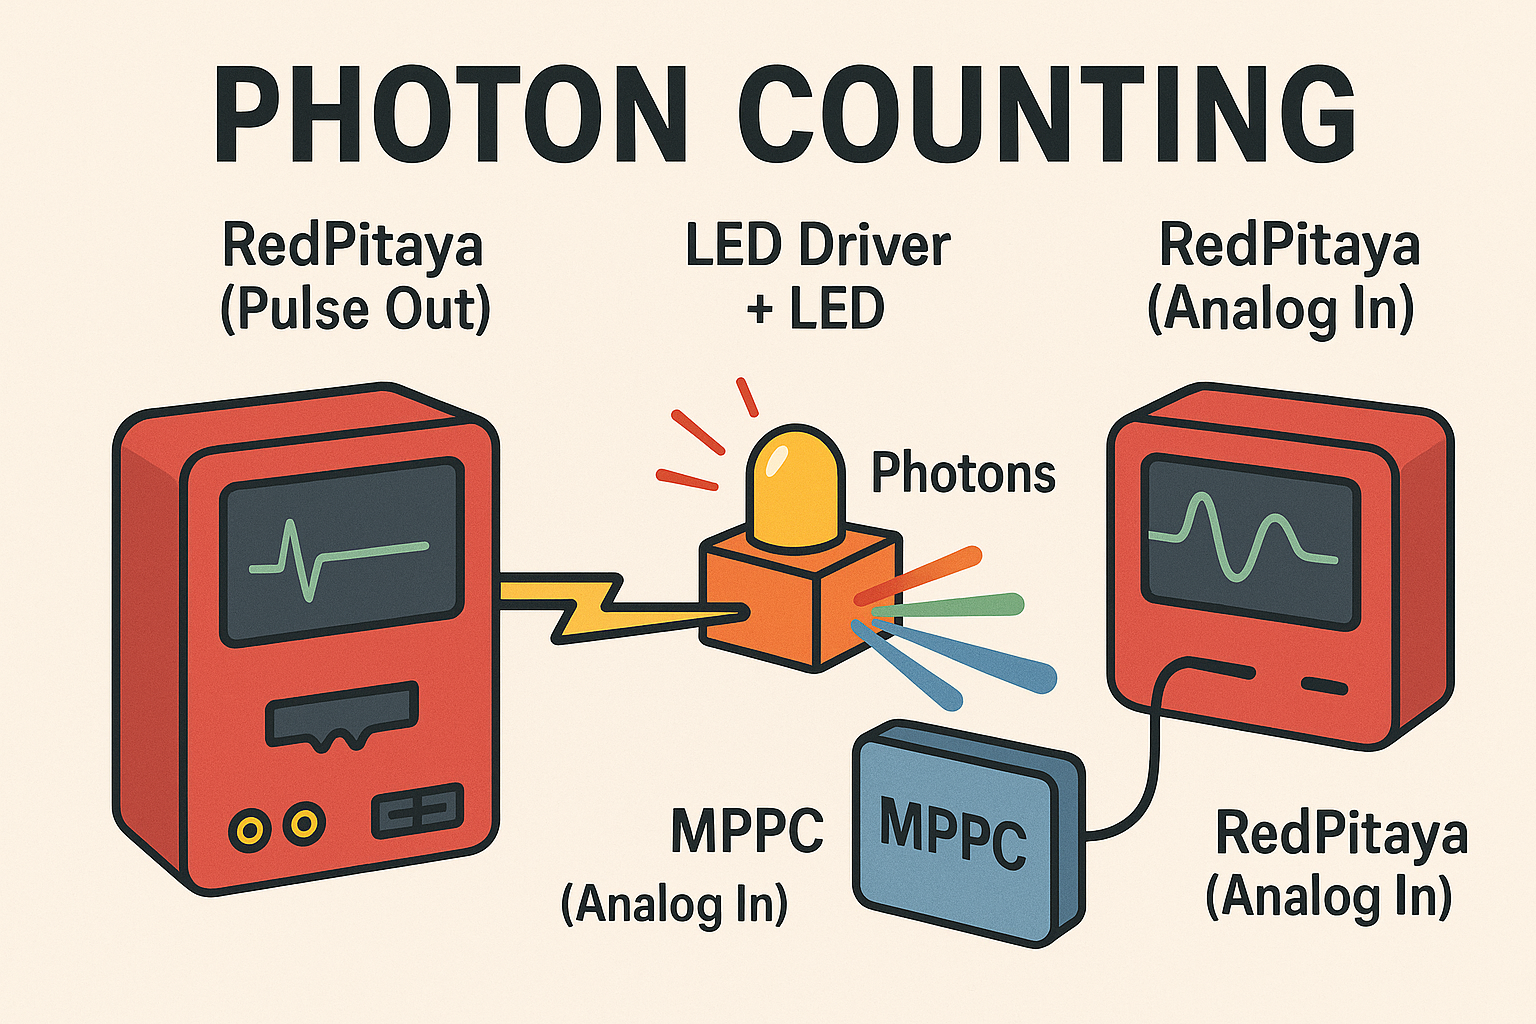 PHOTON COUNTING
RedPitaya
(Pulse Out)
LED Driver
+ LED
RedPitaya
(Analog In)
Photons
MPPC
(Analog In)
MPPC
RedPitaya
(Analog In)